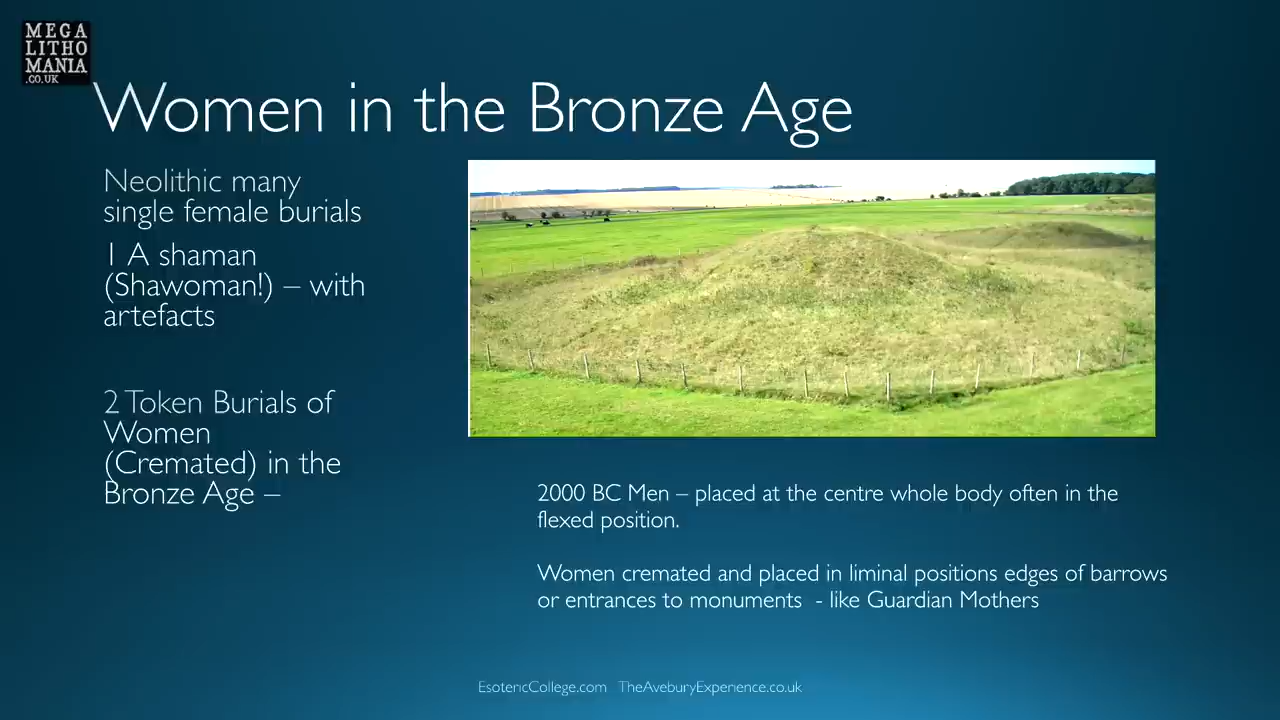 MEGA
LITHO
MANIA
.CO.UK
Women in the Bronze Age
Neolithic many
single female burials
1 A shaman
(Shawoman!) – with
artefacts
2 Token Burials of
Women
(Cremated) in the
Bronze Age –
2000 BC Men – placed at the centre whole body often in the
flexed position.
Women cremated and placed in liminal positions edges of barrows
or entrances to monuments  - like Guardian Mothers
EsotericCollege.com   TheAveburyExperience.co.uk